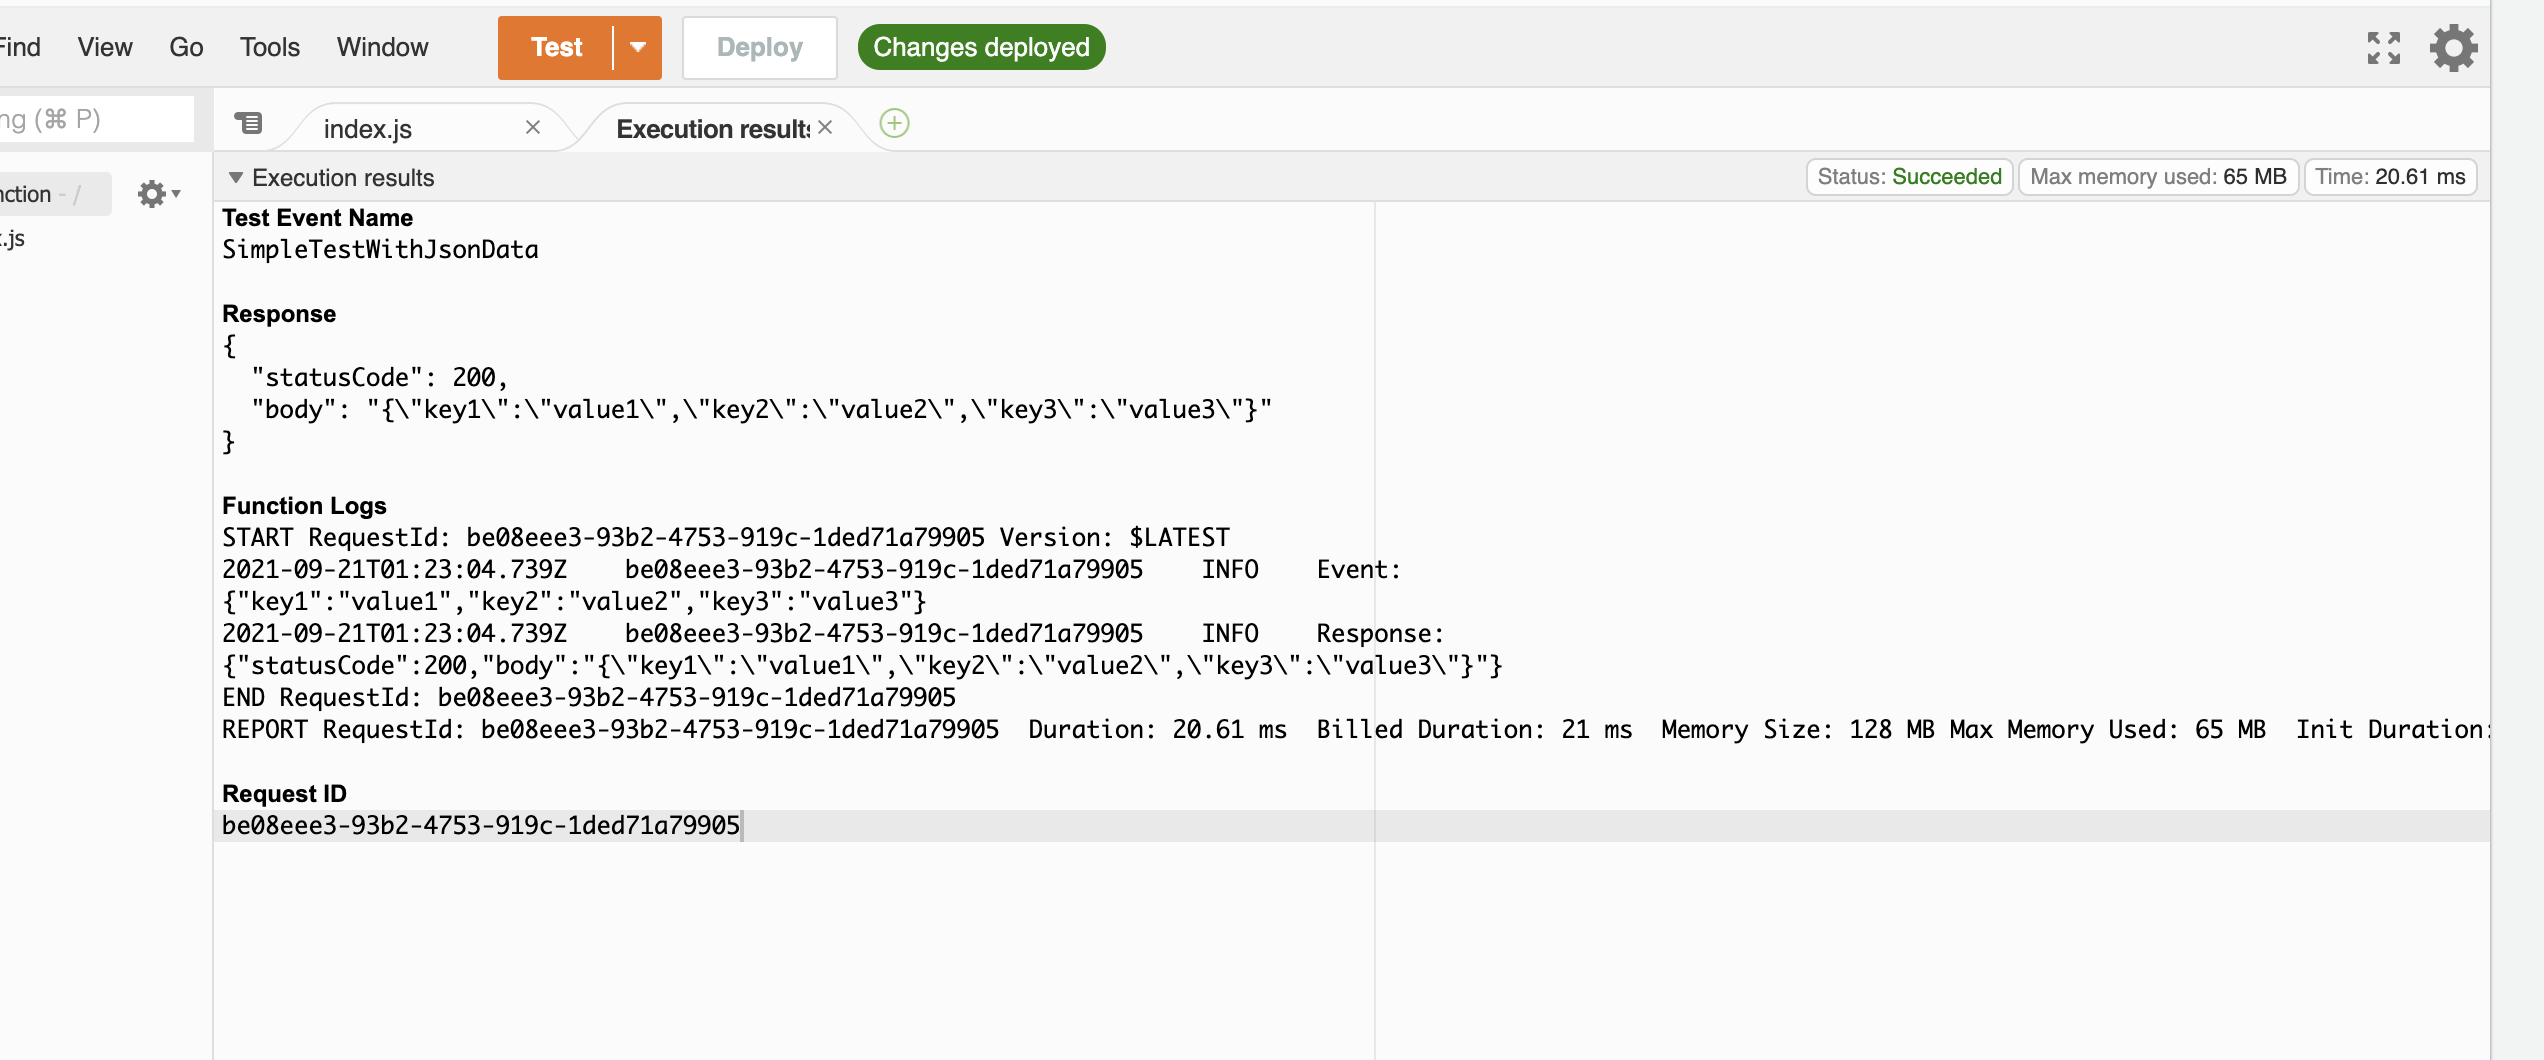 Find View Go Tools Window Test Deploy Changes deployed
ng (⌘ P)
index.js Execution results
Execution results Status: Succeeded Max memory used: 65 MB Time: 20.61 ms
nction - /
.js
Test Event Name
SimpleTestWithJsonData
Response
{
"statusCode": 200,
"body": "{\"key1\":\"value1\",\"key2\":\"value2\",\"key3\":\"value3\"}"
}
Function Logs
START RequestId: be08eee3-93b2-4753-919c-1ded71a79905 Version: $LATEST
2021-09-21T01:23:04.739Z be08eee3-93b2-4753-919c-1ded71a79905 INFO Event:
{"key1":"value1","key2":"value2","key3":"value3"}
2021-09-21T01:23:04.739Z be08eee3-93b2-4753-919c-1ded71a79905 INFO Response:
{"statusCode":200,"body":"{\"key1\":\"value1\",\"key2\":\"value2\",\"key3\":\"value3\"}"}
END RequestId: be08eee3-93b2-4753-919c-1ded71a79905
REPORT RequestId: be08eee3-93b2-4753-919c-1ded71a79905 Duration: 20.61 ms Billed Duration: 21 ms Memory Size: 128 MB Max Memory Used: 65 MB Init Duration:
Request ID
be08eee3-93b2-4753-919c-1ded71a79905